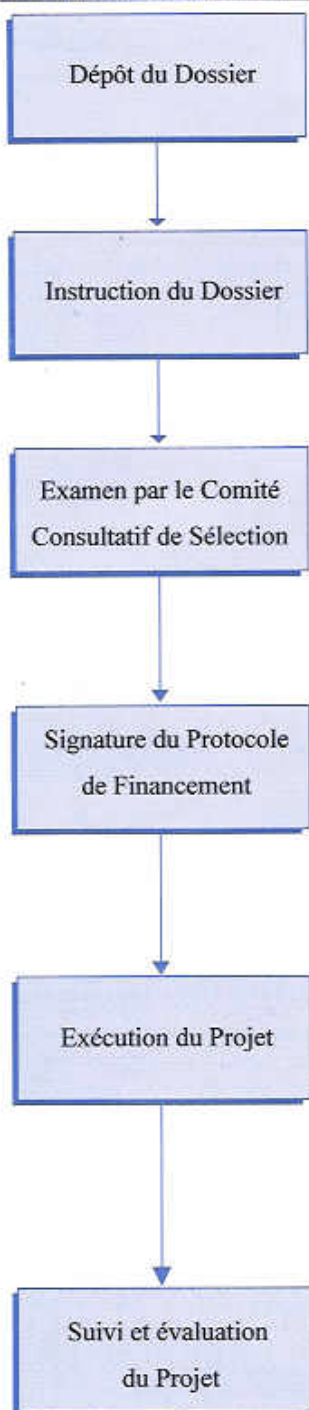 Dépôt du Dossier
Instruction du Dossier
Examen par le Comité
Consultatif de Sélection
Signature du Protocole
de Financement
Exécution du Projet
Suivi et évaluation
du Projet